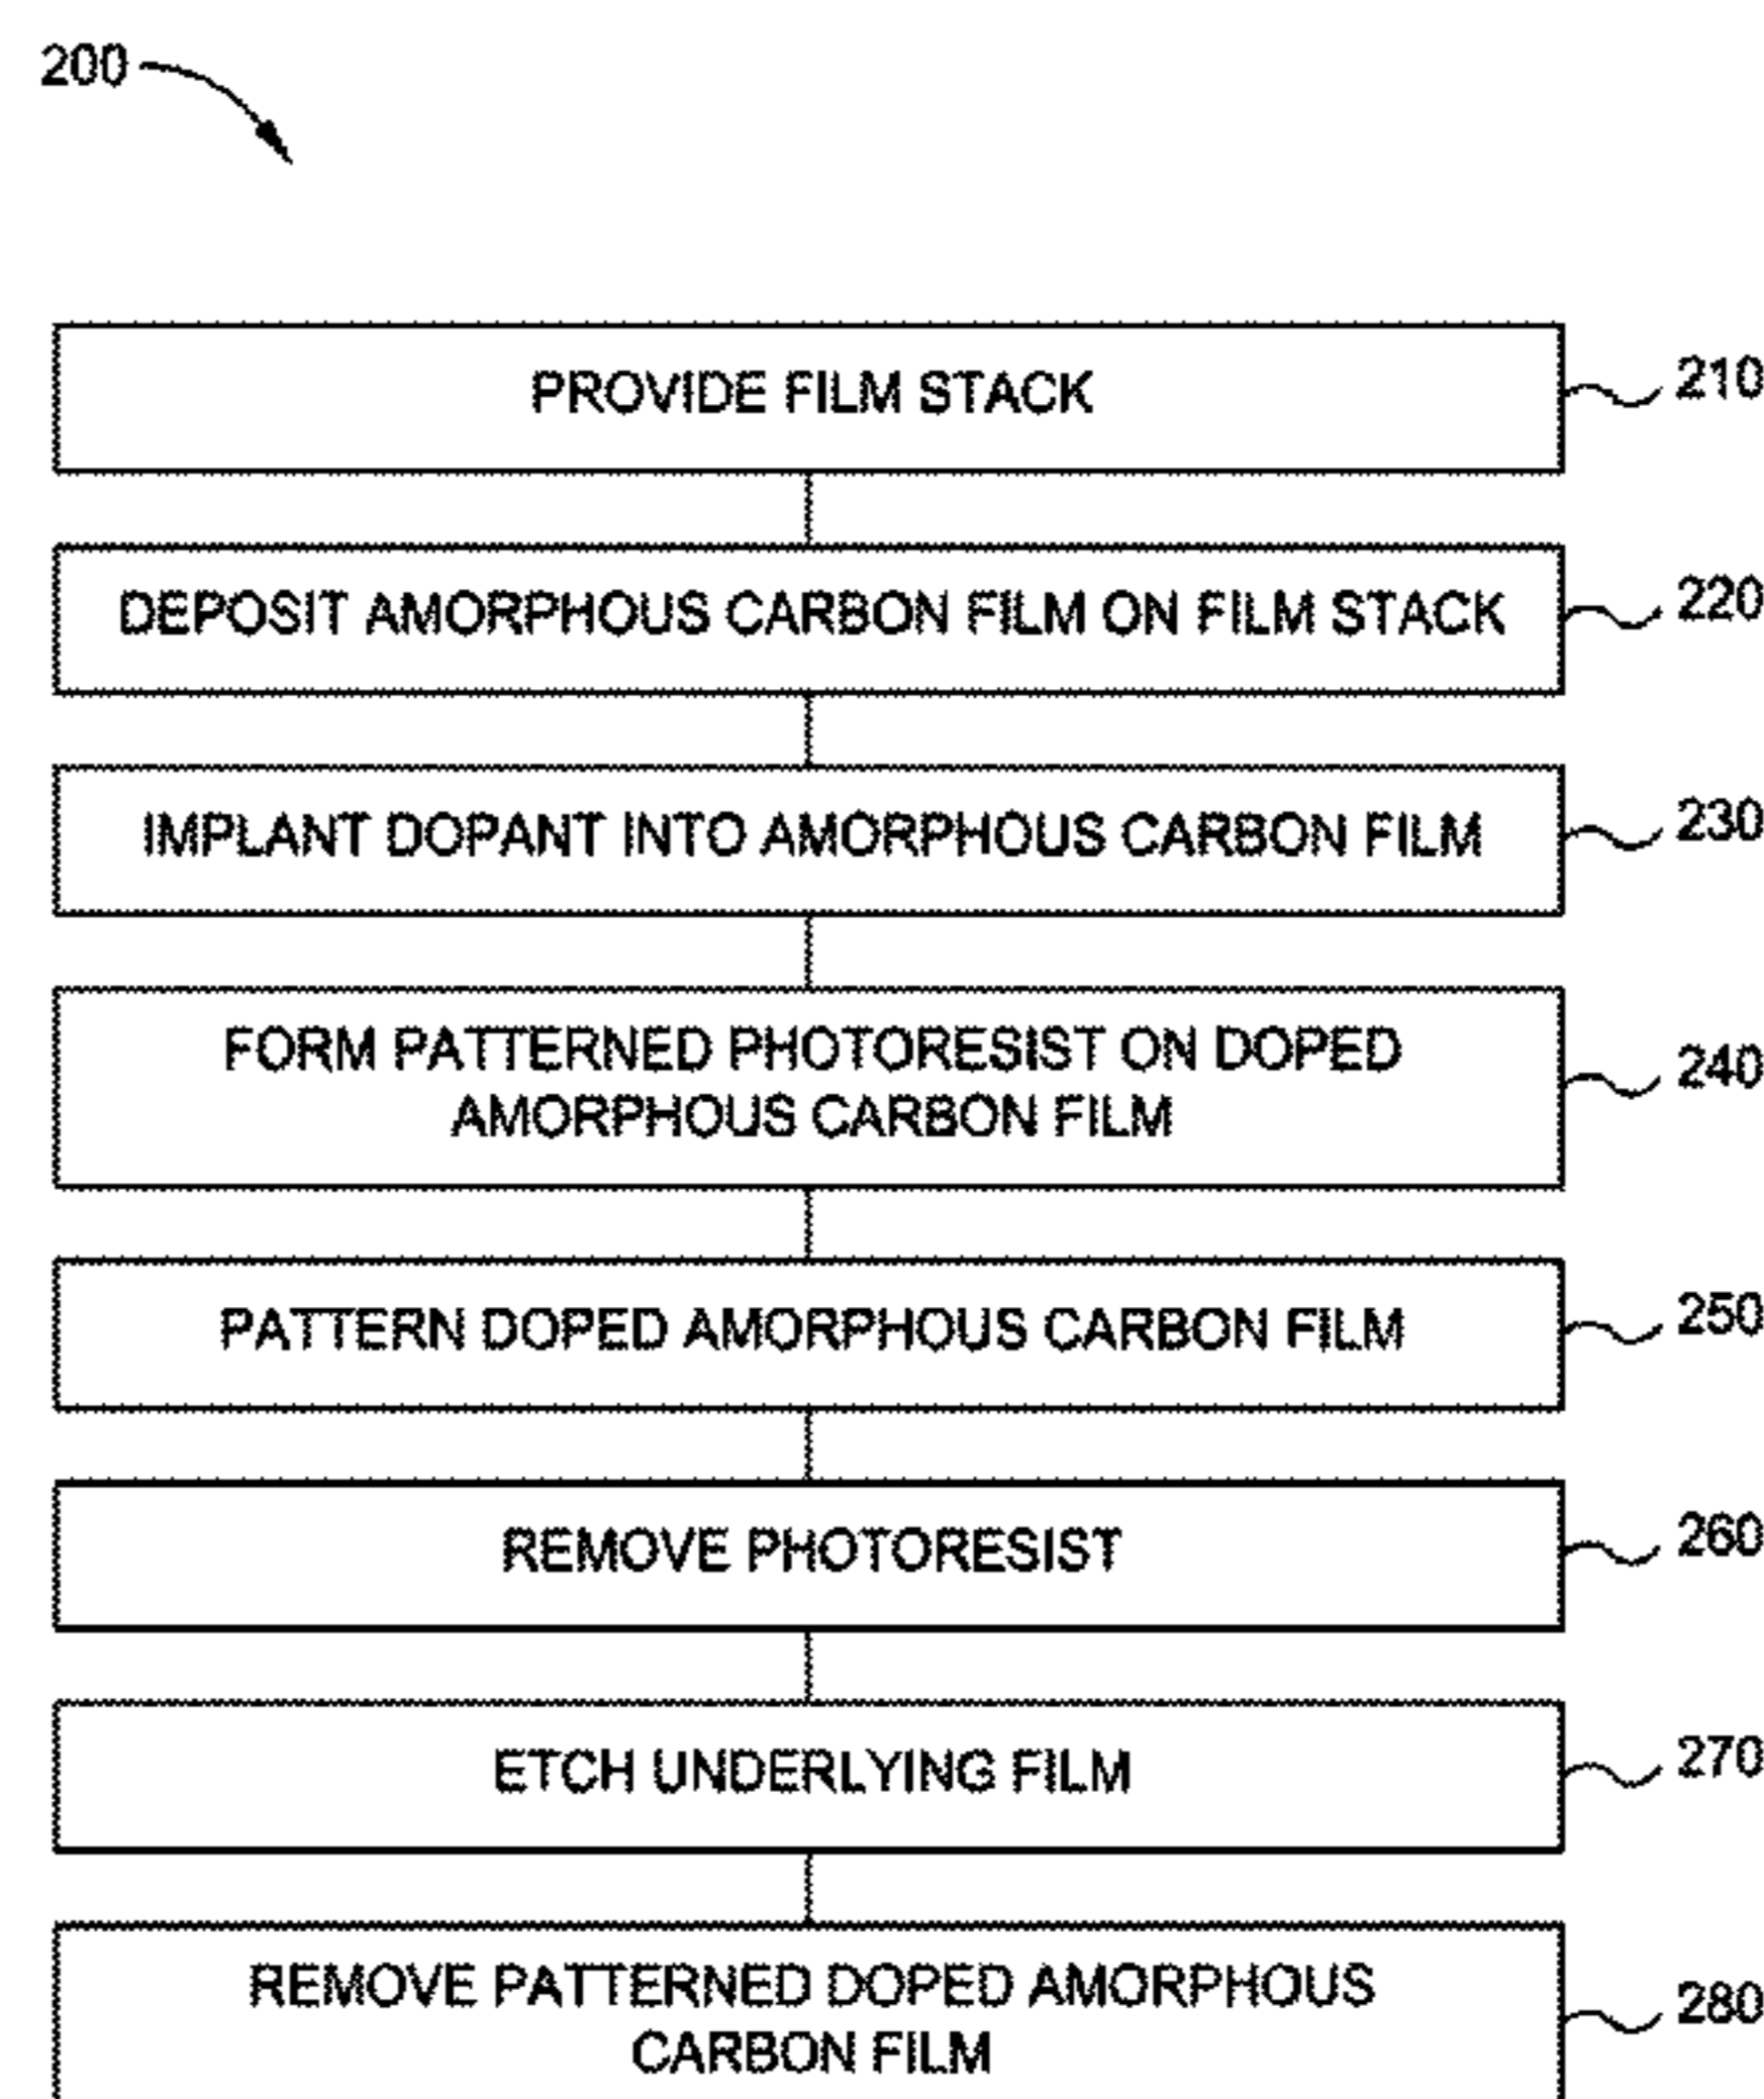 200
PROVIDE FILM STACK 210
DEPOSIT AMORPHOUS CARBON FILM ON FILM STACK 220
IMPLANT DOPANT INTO AMORPHOUS CARBON FILM 230
FORM PATTERNED PHOTORESIST ON DOPED
AMORPHOUS CARBON FILM 240
PATTERN DOPED AMORPHOUS CARBON FILM 250
REMOVE PHOTORESIST 260
ETCH UNDERLYING FILM 270
REMOVE PATTERNED DOPED AMORPHOUS
CARBON FILM 280